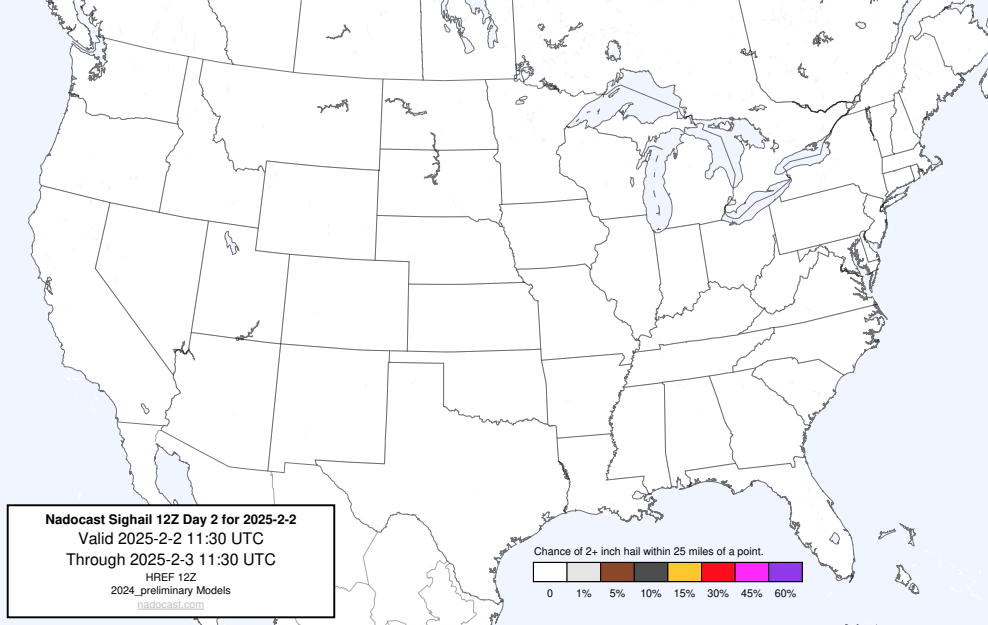 Nadocast Sighail 12Z Day 2 for 2025-2-2
Valid 2025-2-2 11:30 UTC
Through 2025-2-3 11:30 UTC
HREF 12Z
2024_preliminary Models
nadocast.com
Chance of 2+ inch hail within 25 miles of a point.
0 1% 5% 10% 15% 30% 45% 60%